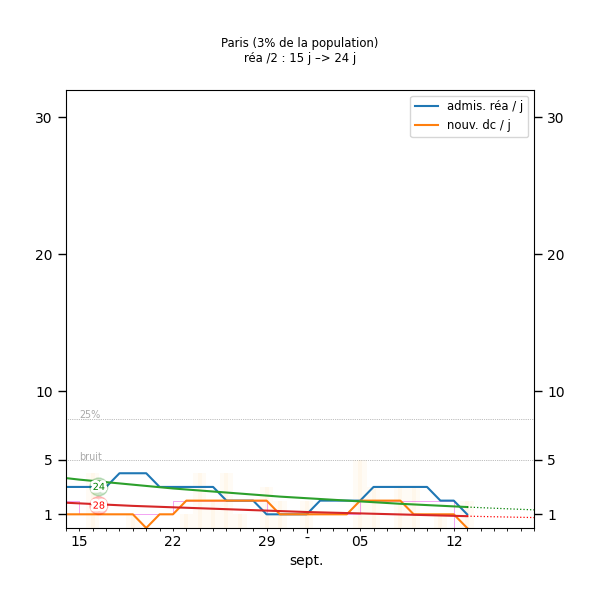 Paris (3% de la population)
réa /2 : 15 j –> 24 j
admis. réa / j
nouv. dc / j
30 30
20 20
10 10
25%
5 bruit 5
24
28
1 1
15 22 29 - 05 12
sept.